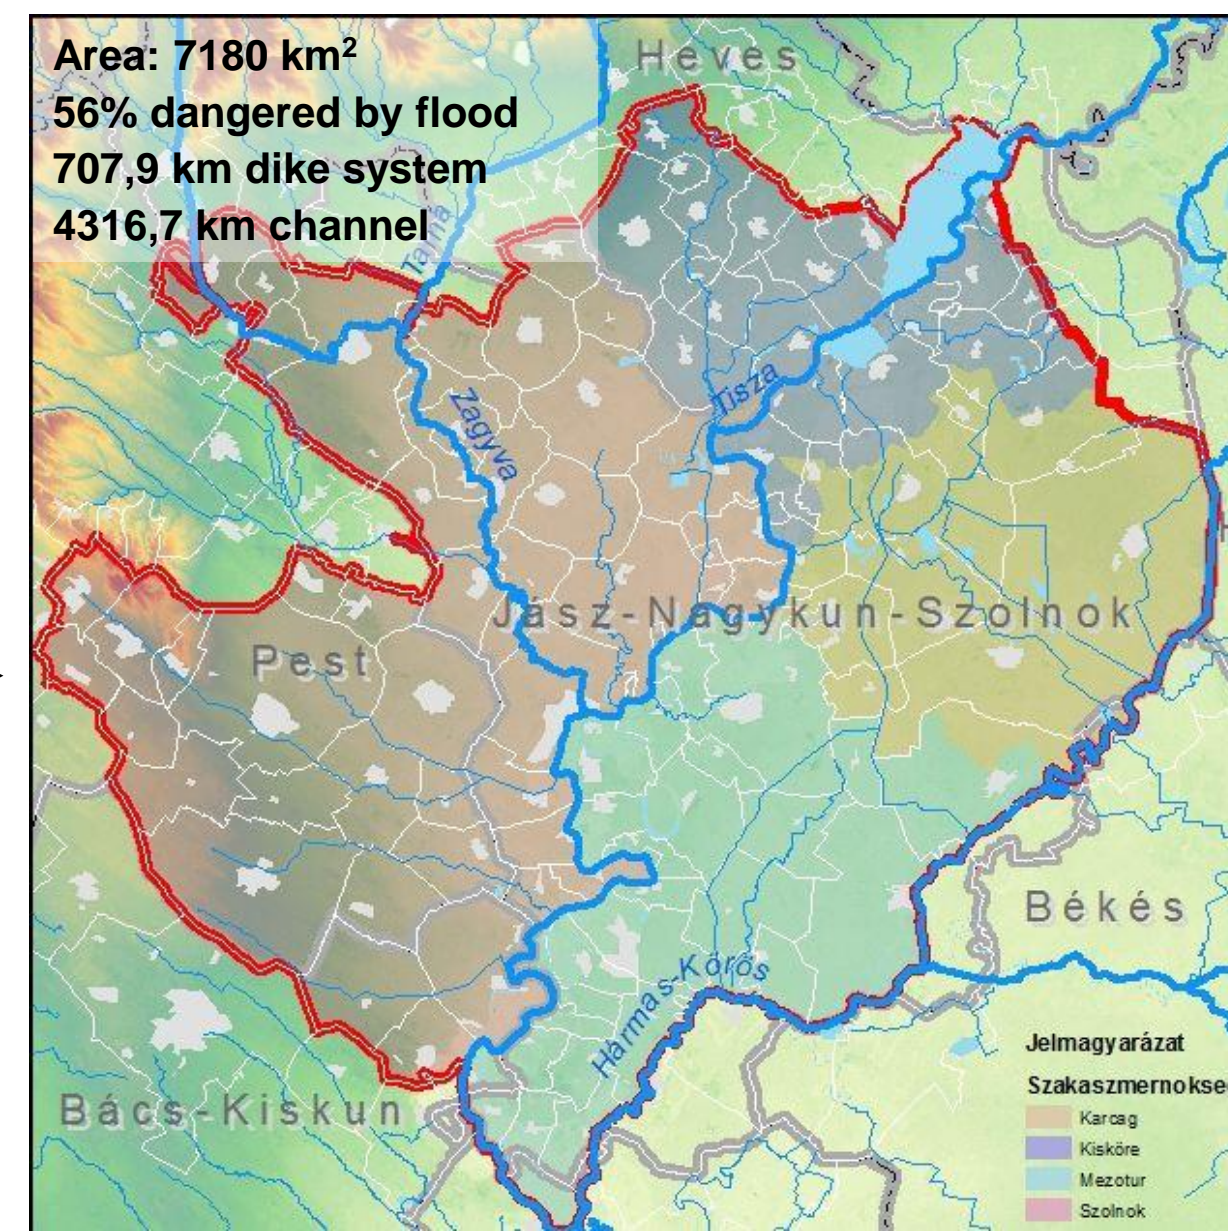 Area: 7180 km²
56% dangered by flood
707,9 km dike system
4316,7 km channel
Heves
Tarna
Zagyva
Tisza
Jász-Nagykun-Szolnok
Pest
Békés
Hármas-Körös
Bács-Kiskun
Jelmagyarázat
Szakaszmernokse
Karcag
Kisköre
Mezotur
Szolnok